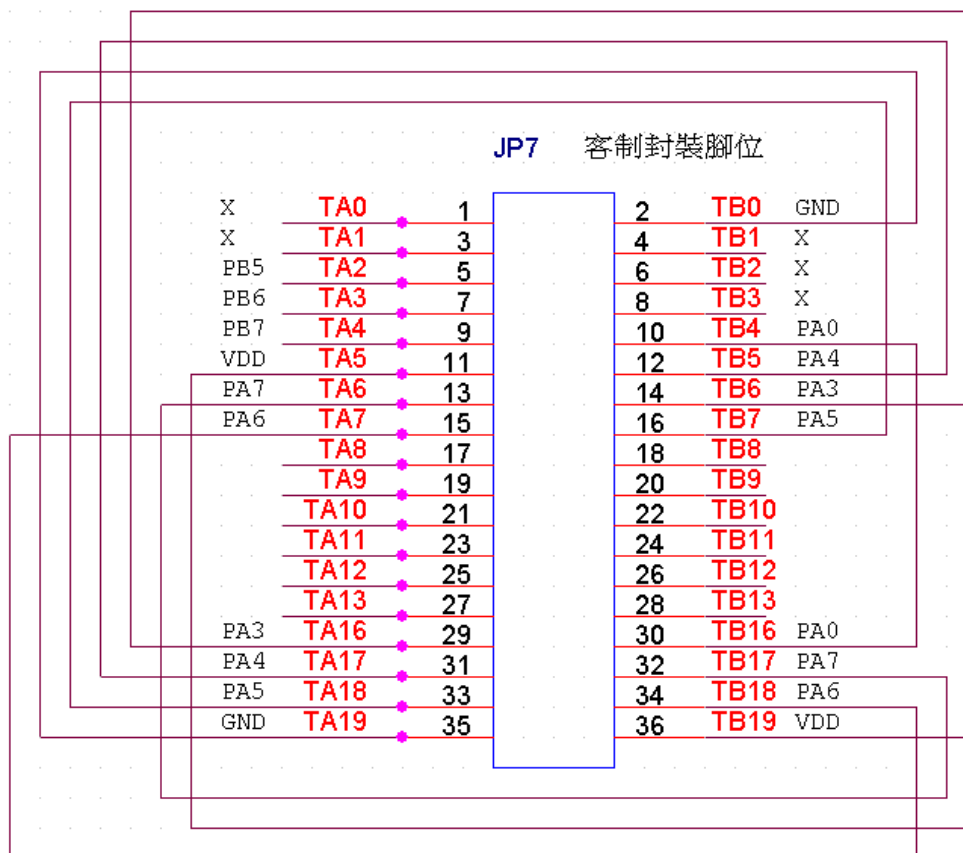 JP7 客制封裝腳位
X TA0 1 2 TB0 GND
X TA1 3 4 TB1 X
PB5 TA2 5 6 TB2 X
PB6 TA3 7 8 TB3 X
PB7 TA4 9 10 TB4 PA0
VDD TA5 11 12 TB5 PA4
PA7 TA6 13 14 TB6 PA3
PA6 TA7 15 16 TB7 PA5
TA8 17 18 TB8
TA9 19 20 TB9
TA10 21 22 TB10
TA11 23 24 TB11
TA12 25 26 TB12
TA13 27 28 TB13
PA3 TA16 29 30 TB16 PA0
PA4 TA17 31 32 TB17 PA7
PA5 TA18 33 34 TB18 PA6
GND TA19 35 36 TB19 VDD